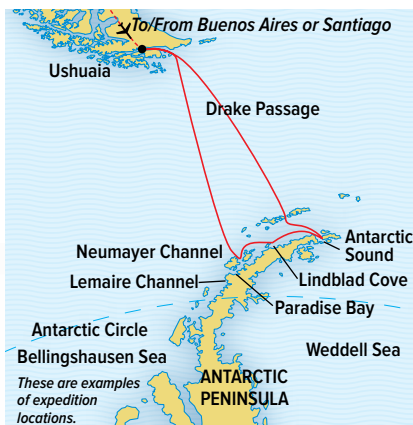 To/From Buenos Aires or Santiago
Ushuaia
Drake Passage
Antarctic
Sound
Neumayer Channel
Lindblad Cove
Lemaire Channel
Paradise Bay
Antarctic Circle
Weddell Sea
Bellingshausen Sea
ANTARCTIC
PENINSULA
These are examples
of expedition
locations.